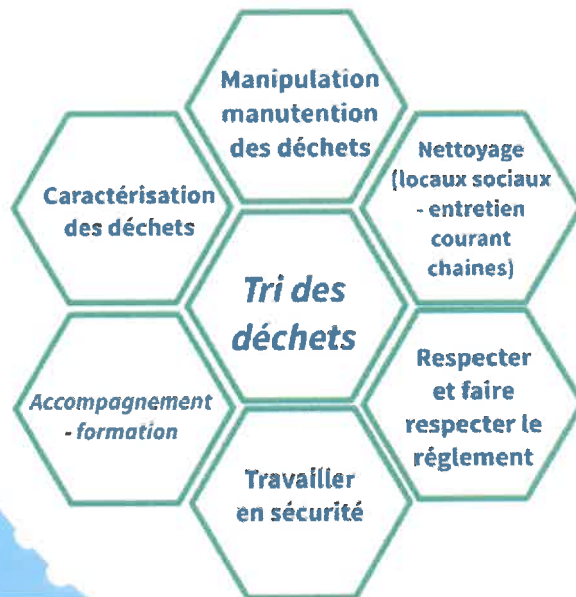 Manipulation
manutention
des déchets
Nettoyage
(locaux sociaux
- entretien
courant
chaines)
Caractérisation
des déchets
Tri des
déchets
Respecter
et faire
respecter le
réglement
Accompagnement
- formation
Travailler
en sécurité